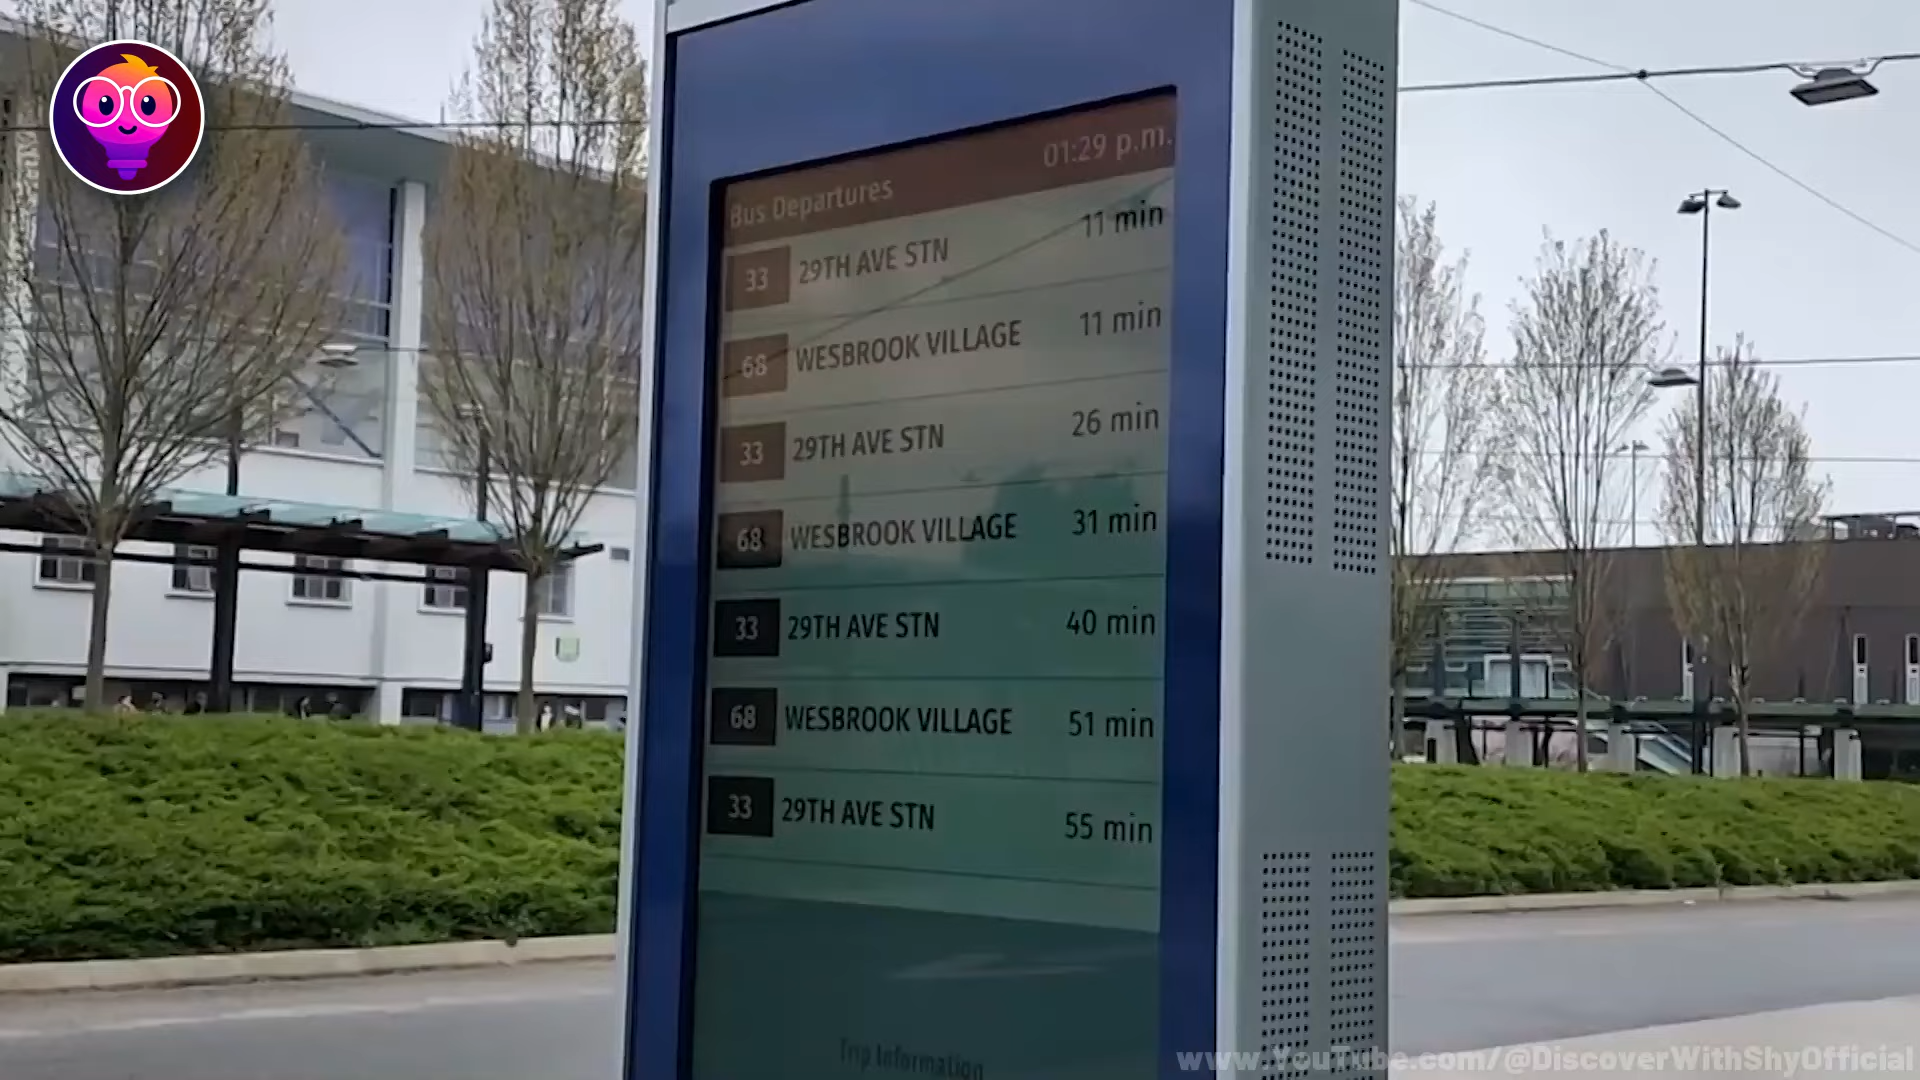 01:29 p.m.
Bus Departures
33 29TH AVE STN 11 min
68 WESBROOK VILLAGE 11 min
33 29TH AVE STN 26 min
68 WESBROOK VILLAGE 31 min
33 29TH AVE STN 40 min
68 WESBROOK VILLAGE 51 min
33 29TH AVE STN 55 min
Trip Information
www.YouTube.com/@DiscoverWithShyOfficial